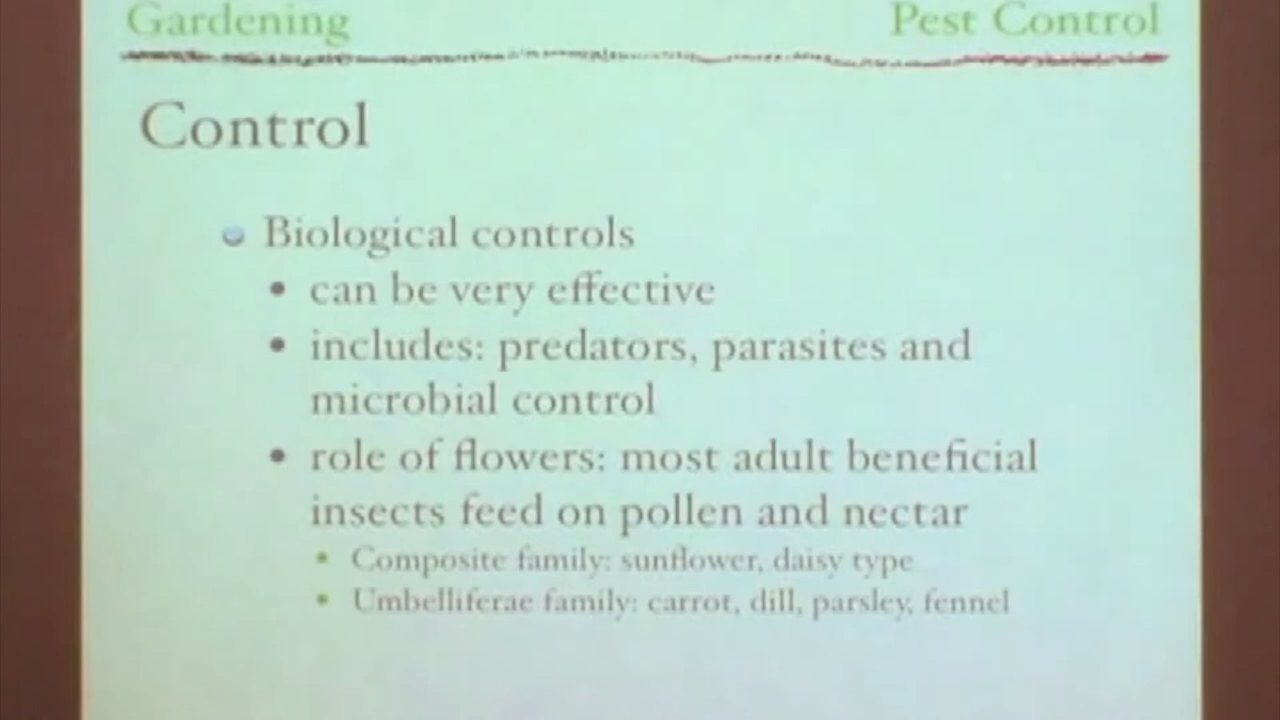 Gardening Pest Control
Control
Biological controls
• can be very effective
• includes: predators, parasites and
microbial control
• role of flowers: most adult beneficial
insects feed on pollen and nectar
• Composite family: sunflower, daisy type
• Umbelliferae family: carrot, dill, parsley, fennel